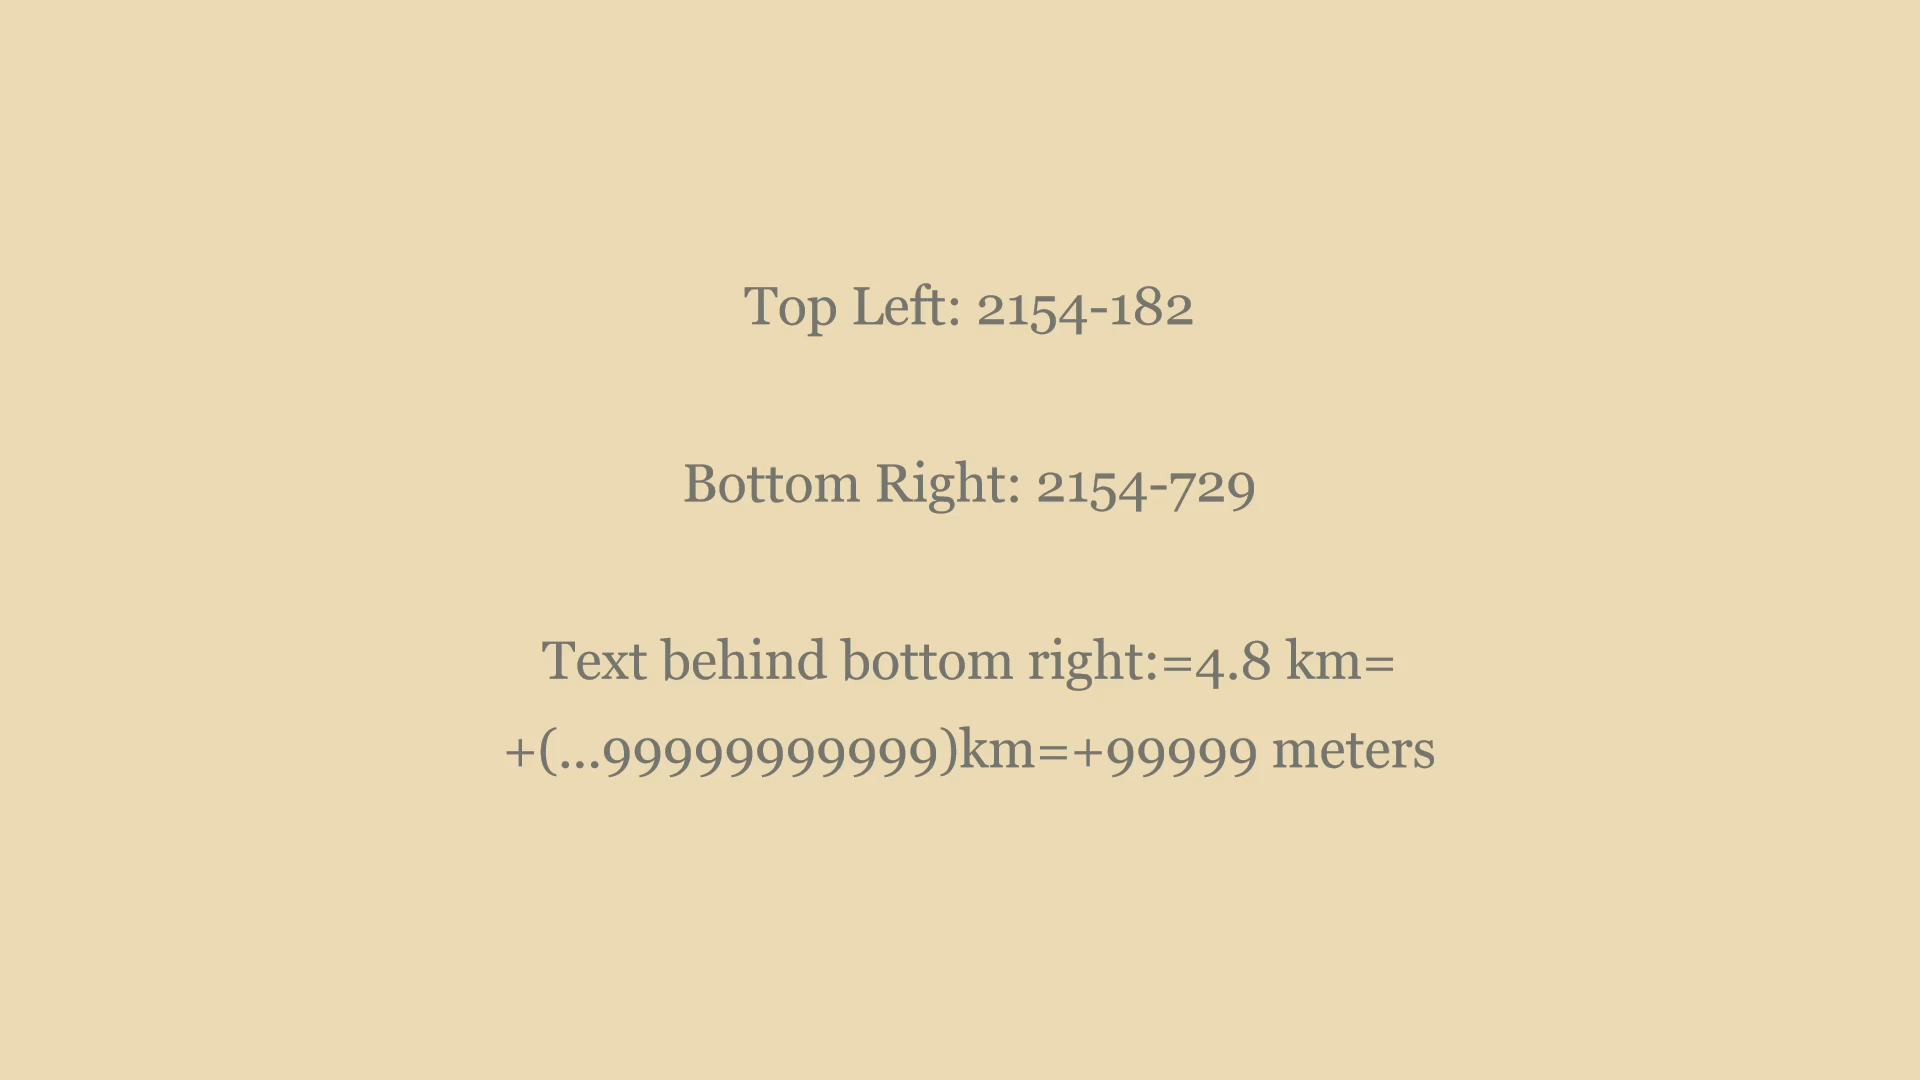 Top Left: 2154-182
Bottom Right: 2154-729
Text behind bottom right:=4.8 km=
+(...99999999999)km=+99999 meters